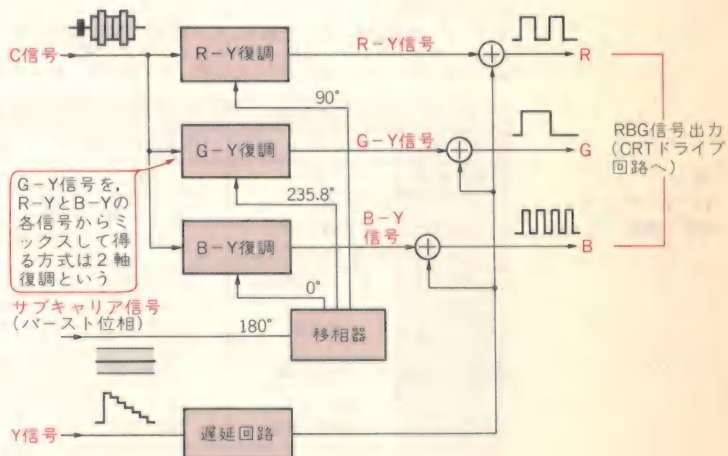 C信号
R-Y復調
R-Y信号
R
90°
G-Y復調
G-Y信号
G
RBG信号出力
(CRTドライブ
回路へ)
G-Y信号を,
R-YとB-Yの
各信号からミ
ックスして得
る方式は2軸
復調という
235.8°
B-Y復調
B-Y
信号
B
0°
サブキャリア信号
(バースト位相)
180°
移相器
Y信号
遅延回路